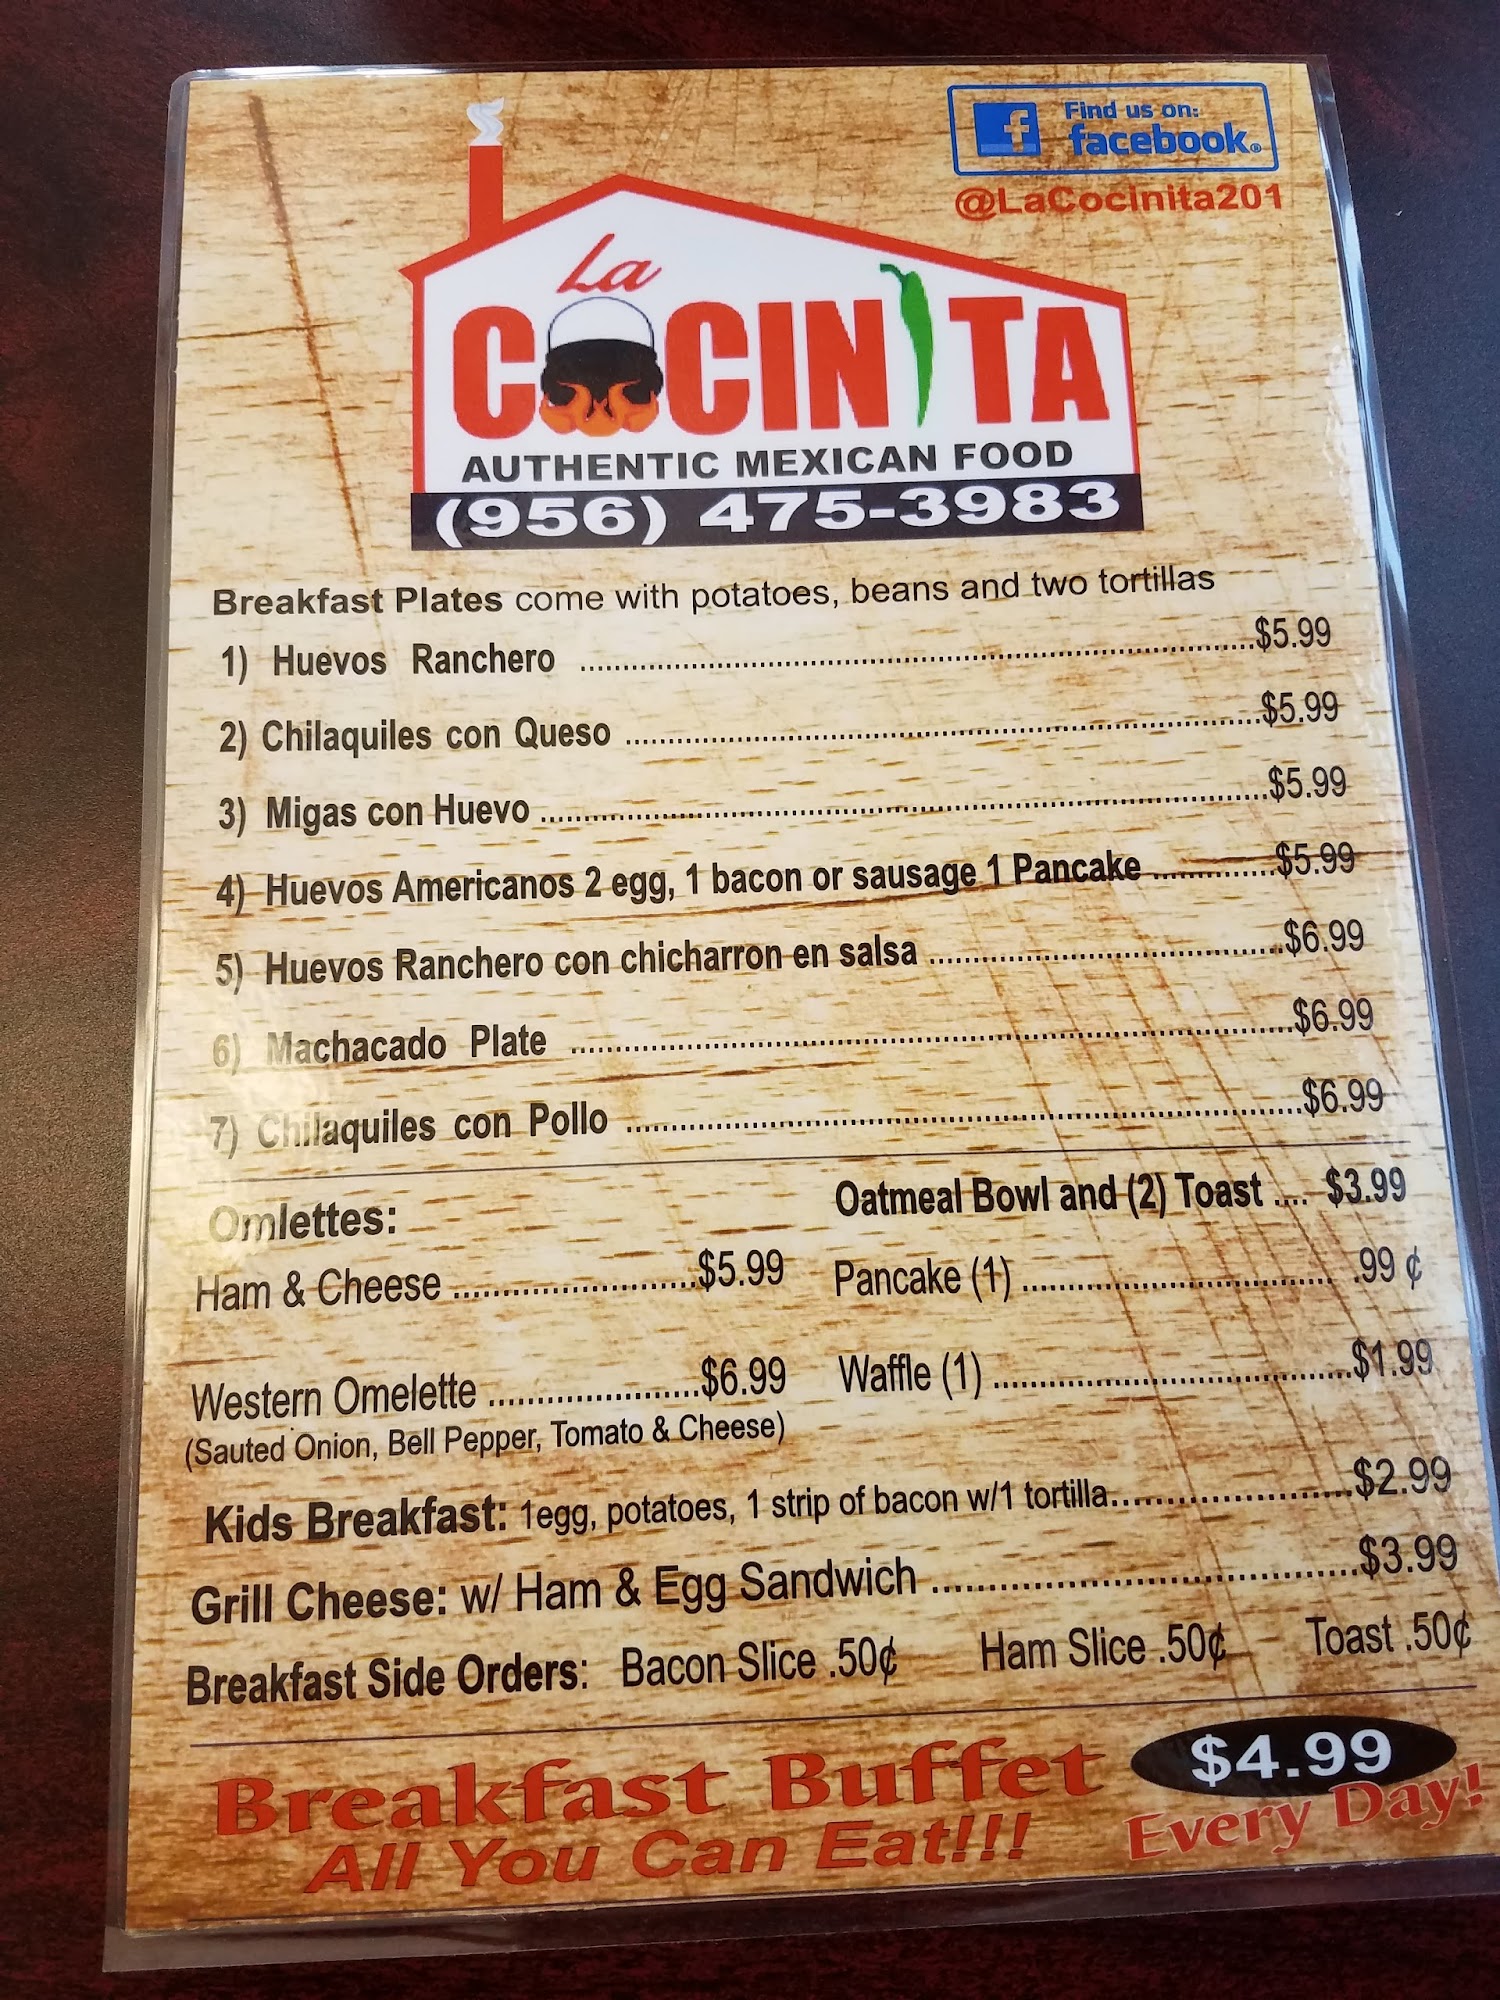 Find us on:
facebook®
@LaCocinita201
La
COCINITA
AUTHENTIC MEXICAN FOOD
(956) 475-3983
Breakfast Plates come with potatoes, beans and two tortillas
1) Huevos Ranchero ........ $5.99
2) Chilaquiles con Queso ........ $5.99
3) Migas con Huevo ........ $5.99
4) Huevos Americanos 2 egg, 1 bacon or sausage 1 Pancake ........ $5.99
5) Huevos Ranchero con chicharron en salsa ........ $6.99
6) Machacado Plate ........ $6.99
7) Chilaquiles con Pollo ........ $6.99
Omlettes:
Ham & Cheese ........ $5.99
Western Omelette ........ $6.99
(Sauted Onion, Bell Pepper, Tomato & Cheese)
Oatmeal Bowl and (2) Toast .... $3.99
Pancake (1) ........ .99 ¢
Waffle (1) ........ $1.99
Kids Breakfast: 1egg, potatoes, 1 strip of bacon w/1 tortilla ........ $2.99
Grill Cheese: w/ Ham & Egg Sandwich ........ $3.99
Breakfast Side Orders: Bacon Slice .50¢ Ham Slice .50¢ Toast .50¢
Breakfast Buffet $4.99
All You Can Eat!!! Every Day!